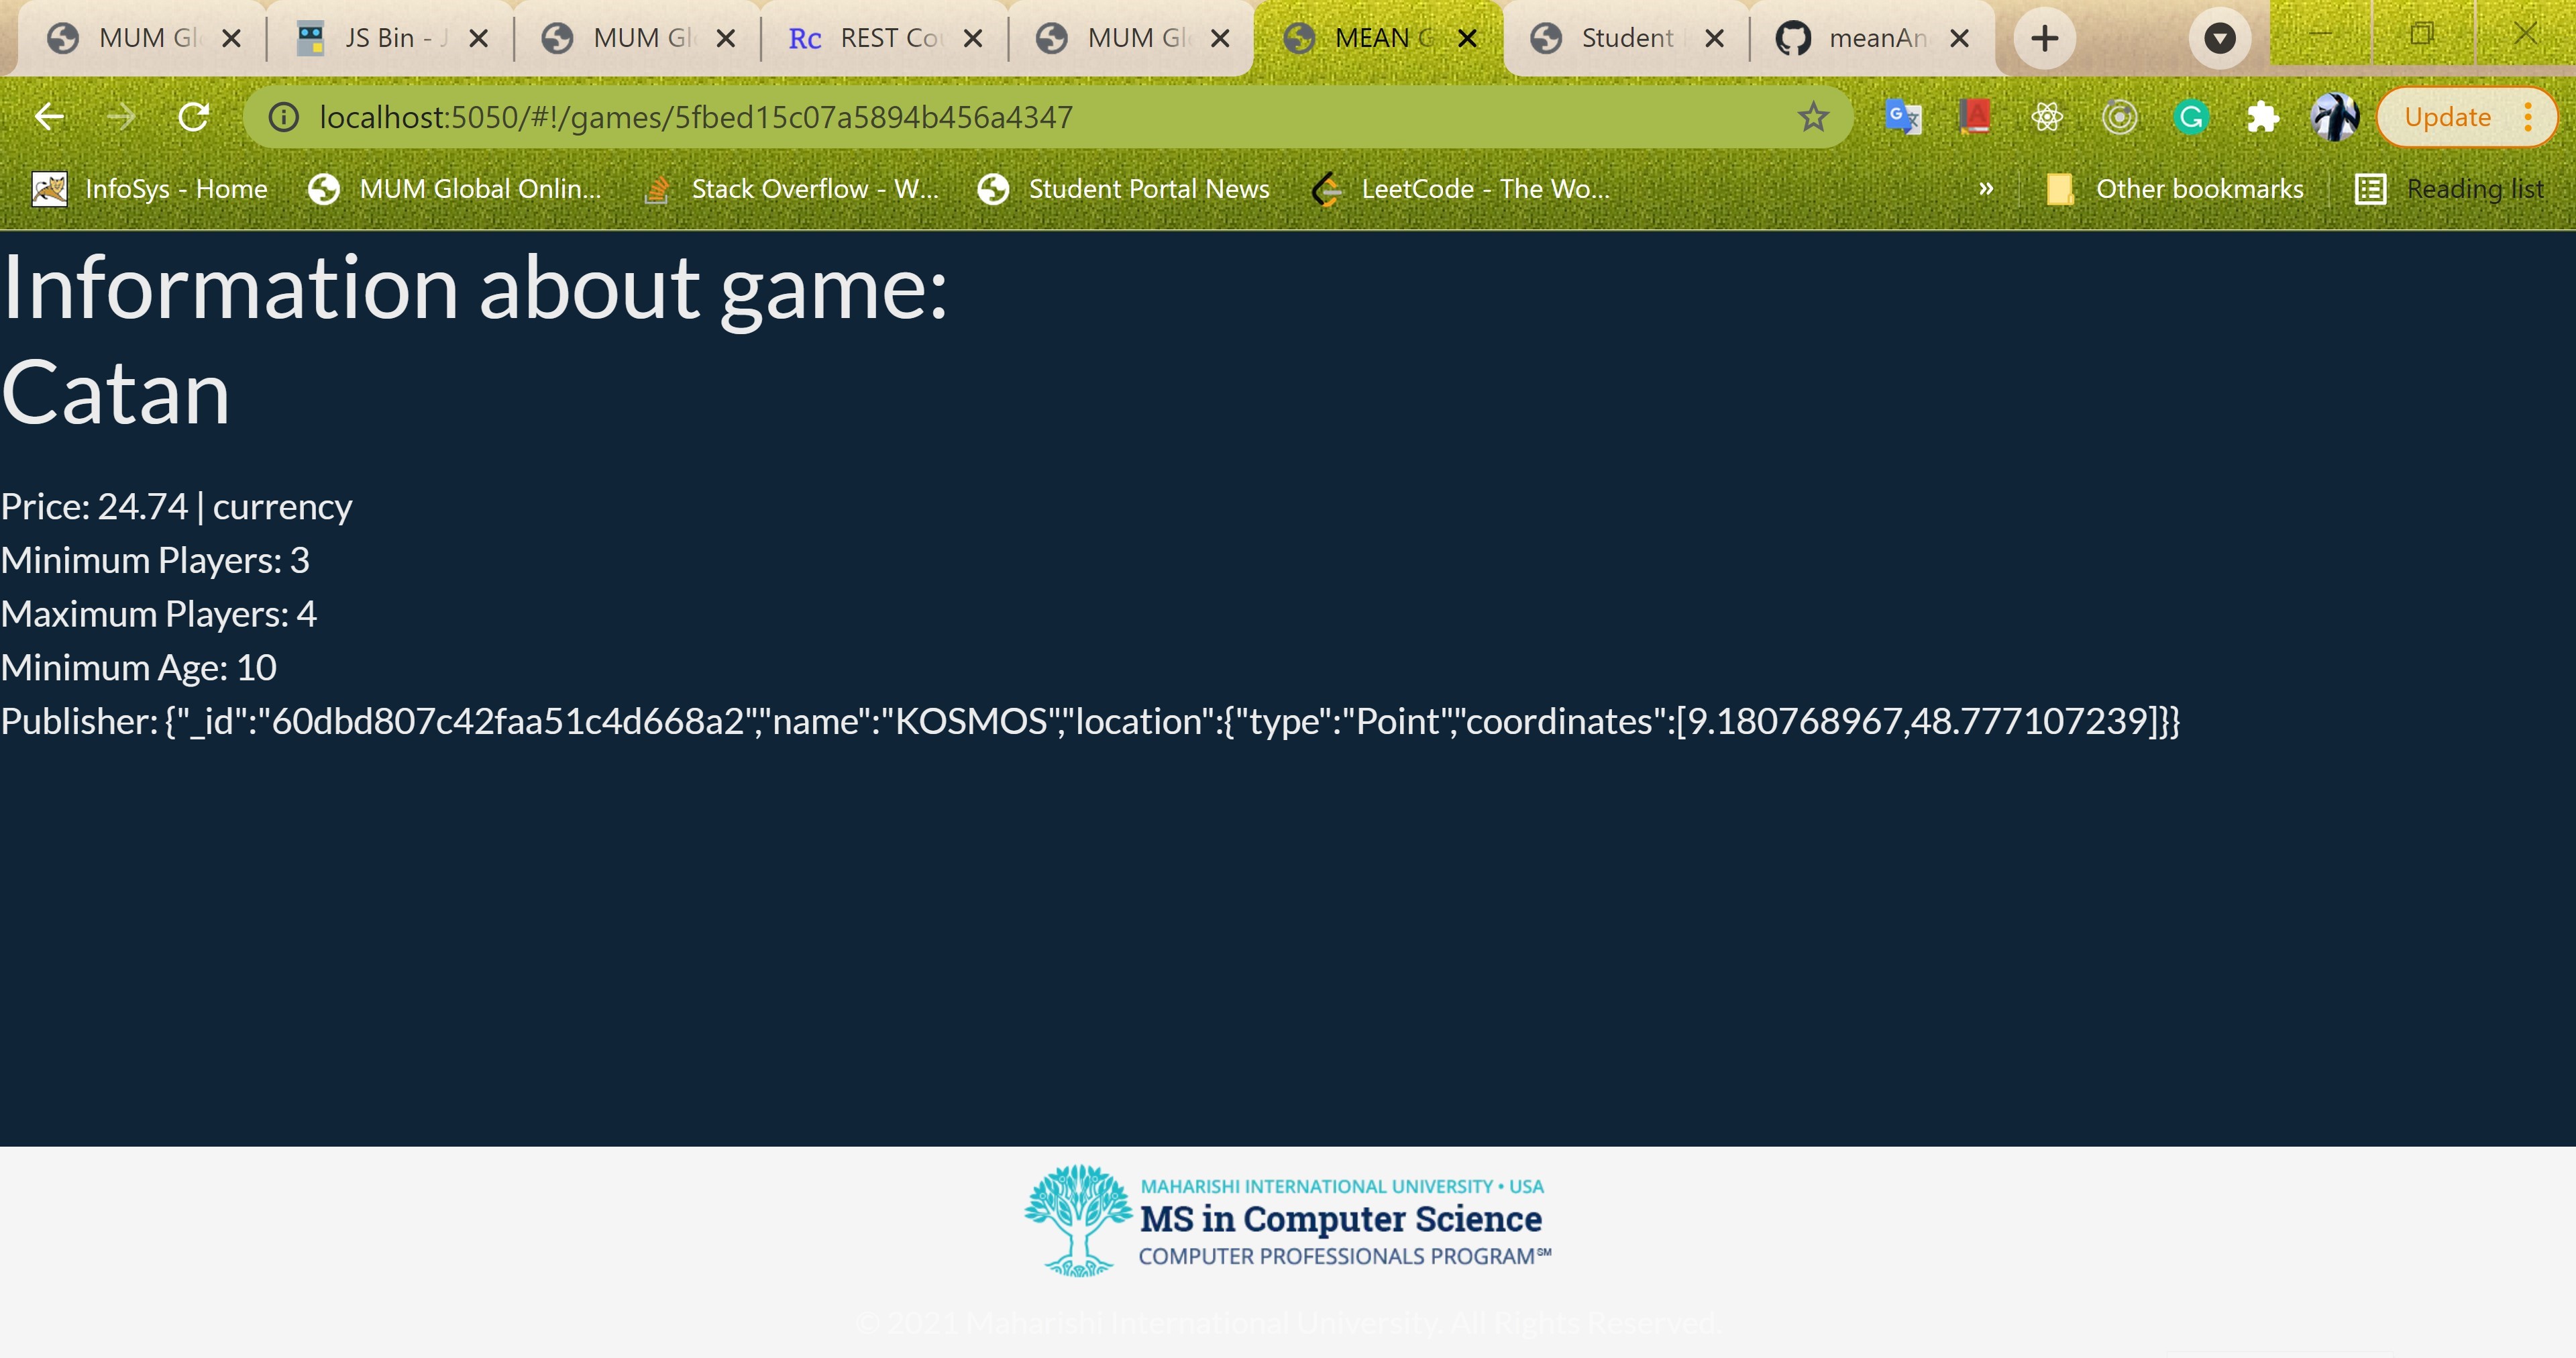 MUM Gl JS Bin - J MUM Gl REST Co MUM Gl MEAN G Student meanAn
localhost:5050/#!/games/5fbed15c07a5894b456a4347 Update
InfoSys - Home MUM Global Onlin... Stack Overflow - W... Student Portal News LeetCode - The Wo... » Other bookmarks Reading list
Information about game:
Catan
Price: 24.74 | currency
Minimum Players: 3
Maximum Players: 4
Minimum Age: 10
Publisher: {"_id":"60dbd807c42faa51c4d668a2","name":"KOSMOS","location":{"type":"Point","coordinates":[9.180768967,48.777107239]}}
MAHARISHI INTERNATIONAL UNIVERSITY • USA
MS in Computer Science
COMPUTER PROFESSIONALS PROGRAM℠
© 2021 Maharishi International University. All Rights Reserved.